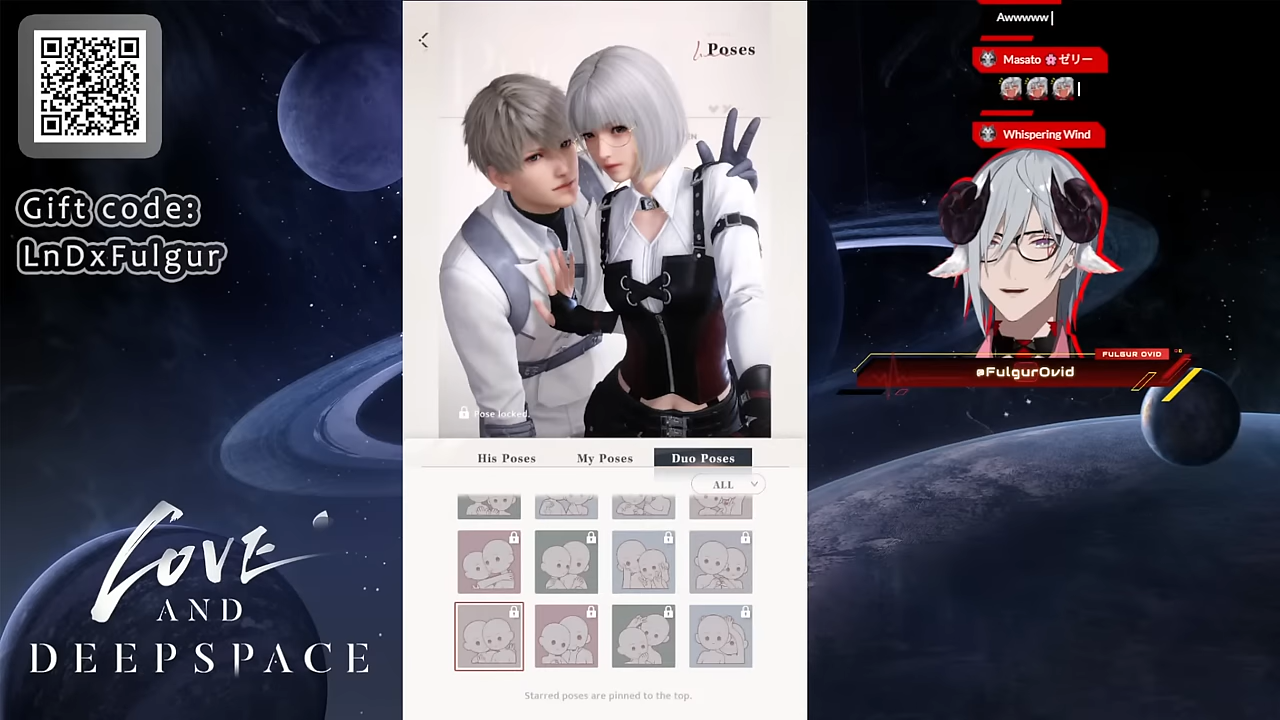 Gift code:
LnDxFulgur
LOVE
AND
DEEPSPACE
Poses
Pose locked.
His Poses
My Poses
Duo Poses
ALL
Starred poses are pinned to the top.
Awwwww
Masato 🌸ゼリー
Whispering Wind
FULGUR OVID
@FulgurOvid